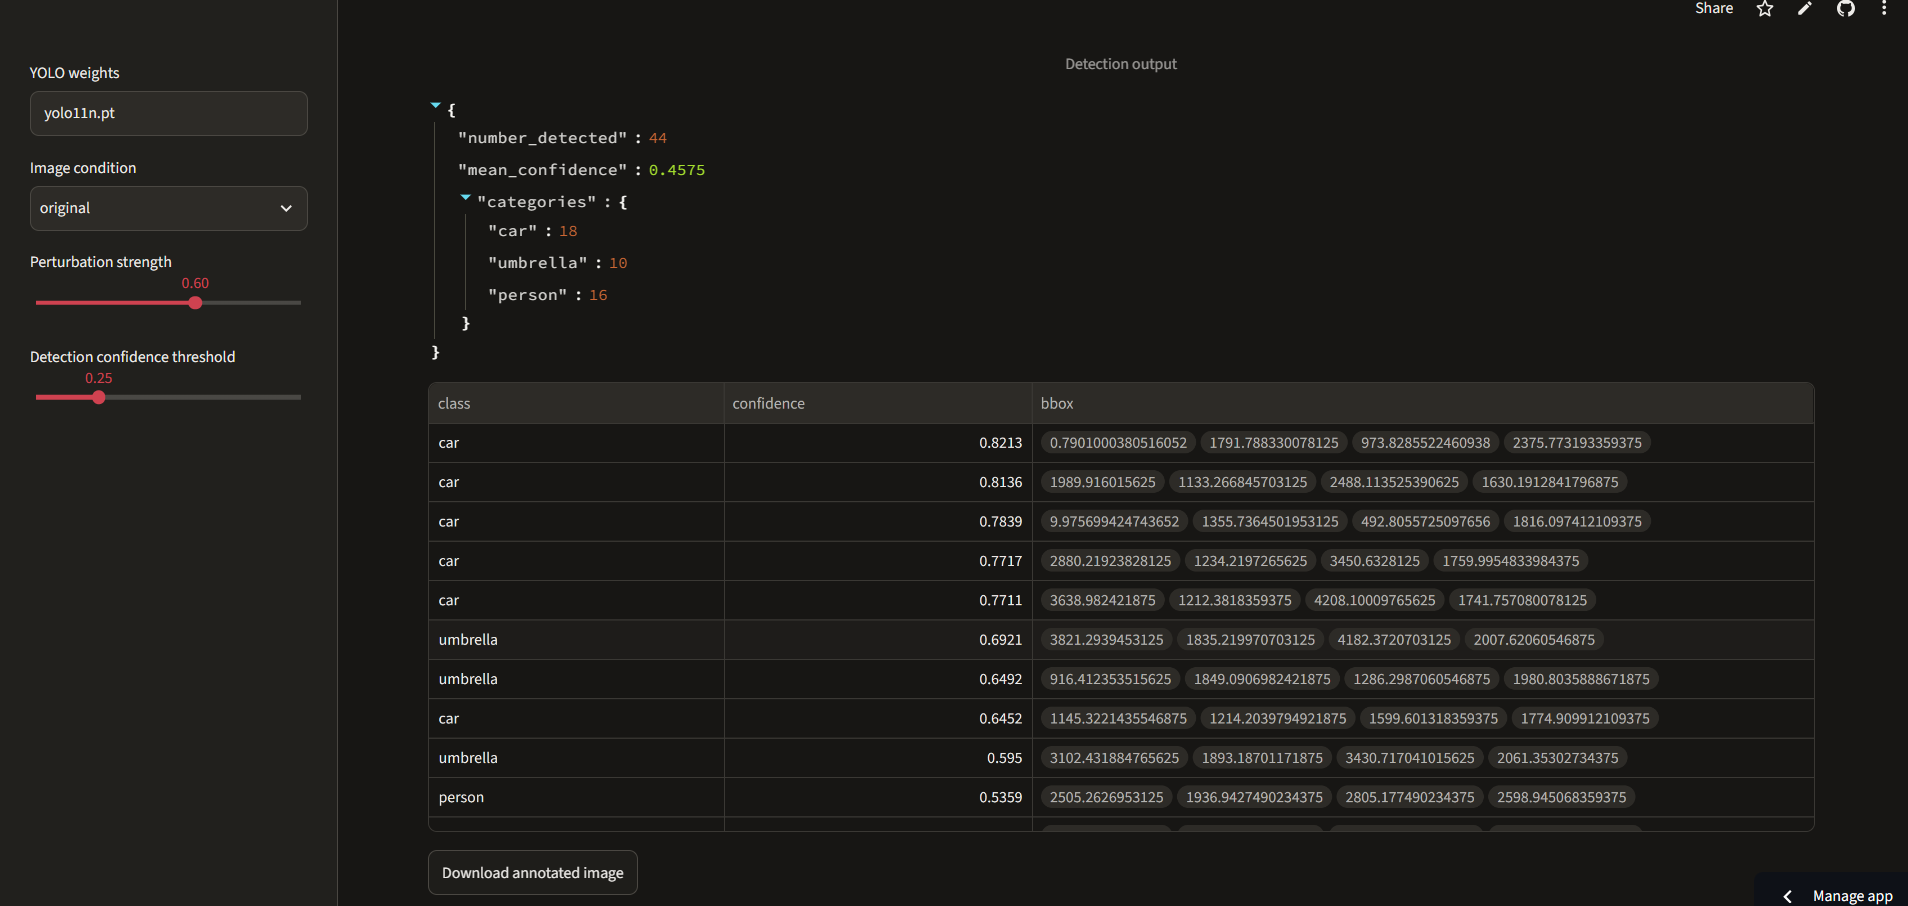 Share
YOLO weights
yolo11n.pt
Image condition
original
Perturbation strength
0.60
Detection confidence threshold
0.25
Detection output
{
"number_detected" : 44
"mean_confidence" : 0.4575
"categories" : {
"car" : 18
"umbrella" : 10
"person" : 16
}
}
class confidence bbox
car 0.8213 0.7901000380516052 1791.788330078125 973.8285522460938 2375.773193359375
car 0.8136 1989.916015625 1133.266845703125 2488.113525390625 1630.1912841796875
car 0.7839 9.975699424743652 1355.7364501953125 492.8055725097656 1816.097412109375
car 0.7717 2880.21923828125 1234.2197265625 3450.6328125 1759.9954833984375
car 0.7711 3638.982421875 1212.3818359375 4208.10009765625 1741.757080078125
umbrella 0.6921 3821.2939453125 1835.219970703125 4182.3720703125 2007.62060546875
umbrella 0.6492 916.412353515625 1849.0906982421875 1286.2987060546875 1980.8035888671875
car 0.6452 1145.3221435546875 1214.2039794921875 1599.601318359375 1774.909912109375
umbrella 0.595 3102.431884765625 1893.18701171875 3430.717041015625 2061.35302734375
person 0.5359 2505.2626953125 1936.9427490234375 2805.177490234375 2598.945068359375
Download annotated image
Manage app